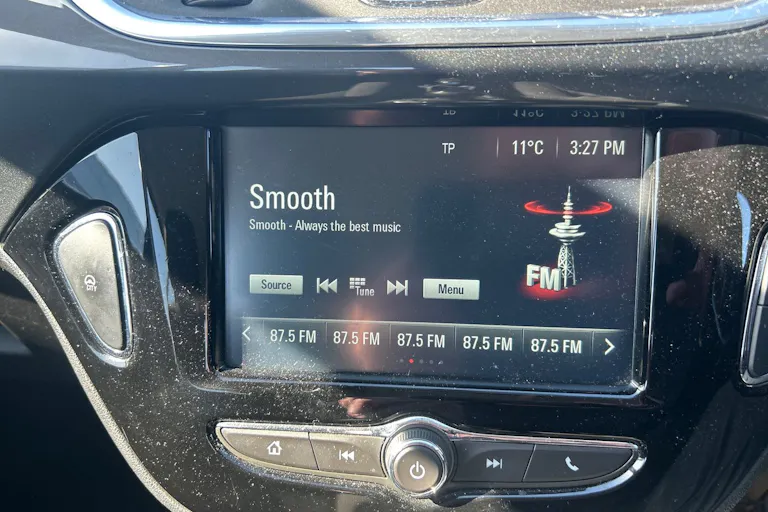 TP 11°C 3:27 PM
Smooth
Smooth - Always the best music
FM
Source Tune Menu
87.5 FM 87.5 FM 87.5 FM 87.5 FM 87.5 FM
CITY